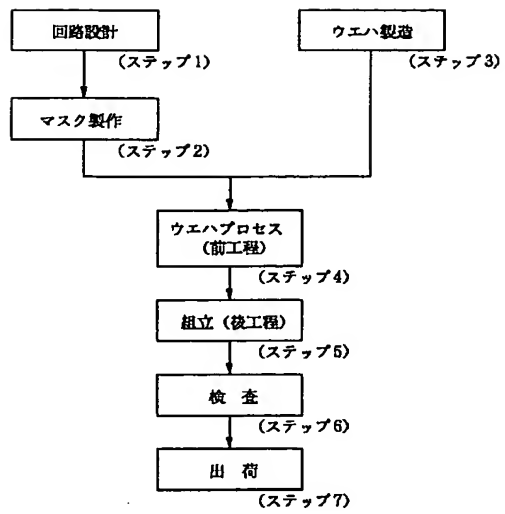 回路設計
(ステップ1)
ウエハ製造
(ステップ3)
マスク製作
(ステップ2)
ウエハプロセス
(前工程)
(ステップ4)
組立(後工程)
(ステップ5)
検 査
(ステップ6)
出 荷
(ステップ7)